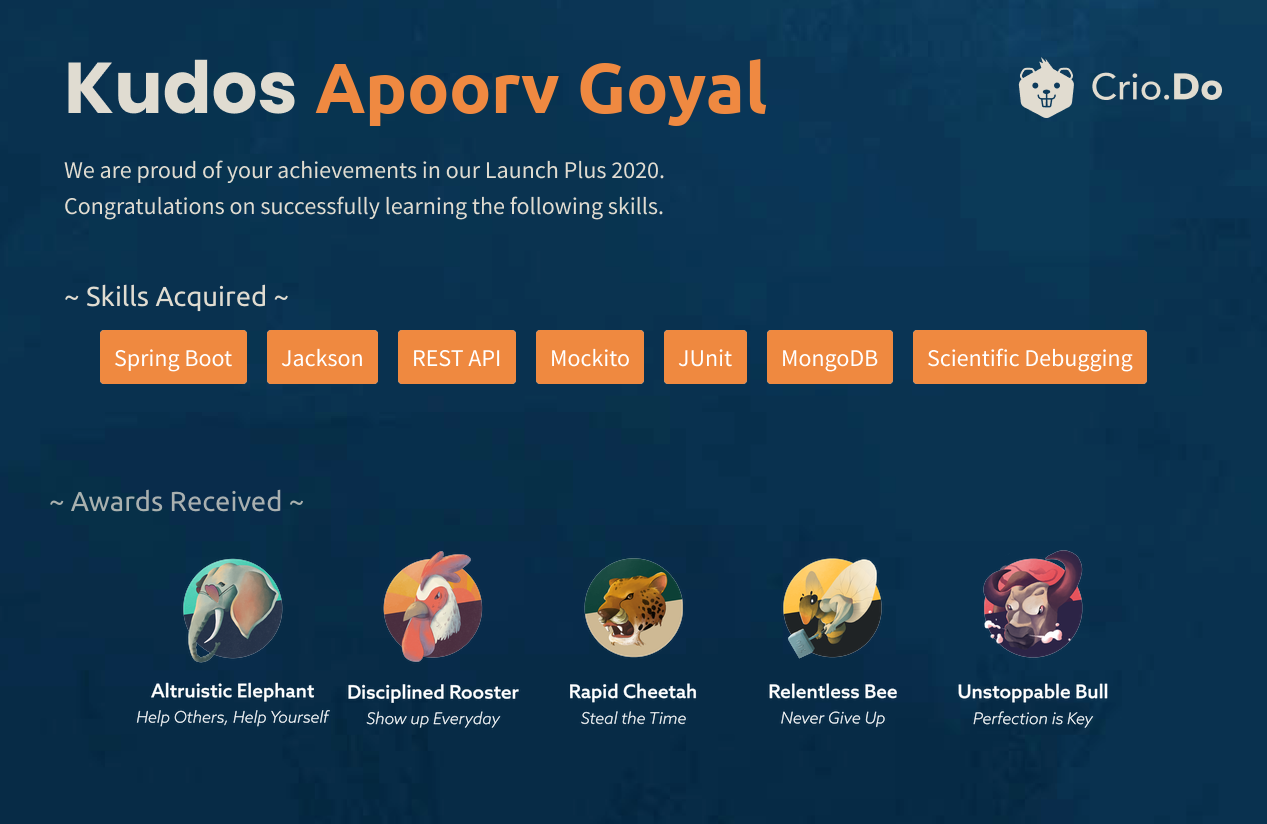 Kudos Apoorv Goyal
Crio.Do
We are proud of your achievements in our Launch Plus 2020.
Congratulations on successfully learning the following skills.
~ Skills Acquired ~
Spring Boot Jackson REST API Mockito JUnit MongoDB Scientific Debugging
~ Awards Received ~
Altruistic Elephant Disciplined Rooster Rapid Cheetah Relentless Bee Unstoppable Bull
Help Others, Help Yourself Show up Everyday Steal the Time Never Give Up Perfection is Key